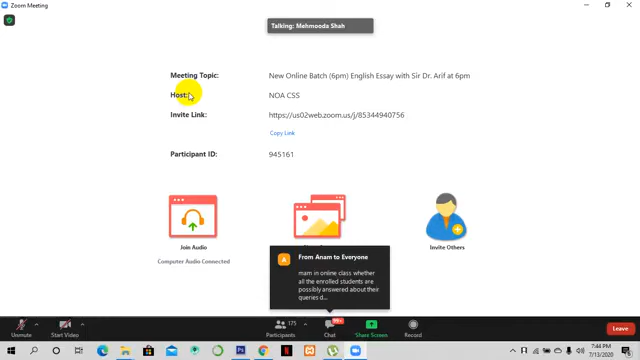 Zoom Meeting
Talking: Mehmooda Shah
Meeting Topic: New Online Batch (6pm) English Essay with Sir Dr. Arif at 6pm
Host: NOA CSS
Invite Link: https://us02web.zoom.us/j/85344940756
Copy Link
Participant ID: 945161
Join Audio
Computer Audio Connected
Invite Others
A
From Anam to Everyone
mam in online class whether
all the enrolled students are
possibly answered about their
queries d...
Unmute
Start Video
Participants
175
Chat
99+
Share Screen
Record
Leave
7:44 PM
7/13/2020